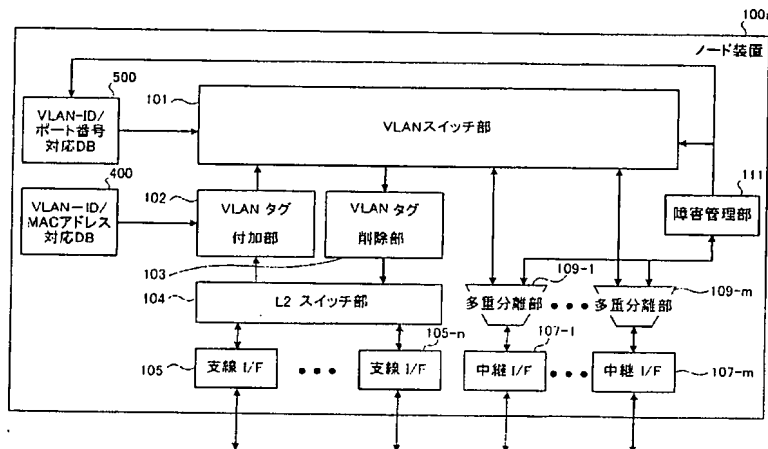 100a
ノード装置
500
VLAN-ID/
ポート番号
対応DB
101
VLANスイッチ部
400
VLAN-ID/
MACアドレス
対応DB
102
VLAN タグ
付加部
VLAN タグ
削除部
103
111
障害管理部
104
L2 スイッチ部
109-1
多重分離部
109-m
多重分離部
105
支線 I/F
105-n
支線 I/F
107-1
中継 I/F
中継 I/F
107-m